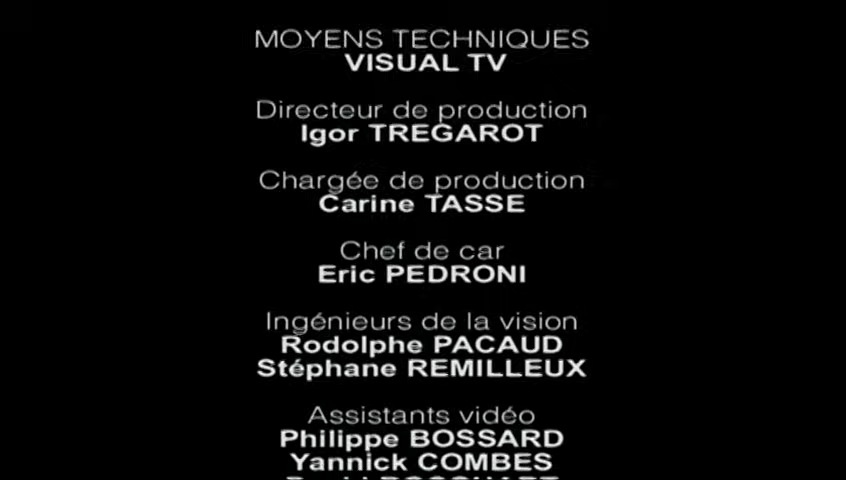 MOYENS TECHNIQUES
VISUAL TV
Directeur de production
Igor TREGAROT
Chargée de production
Carine TASSE
Chef de car
Eric PEDRONI
Ingénieurs de la vision
Rodolphe PACAUD
Stéphane REMILLEUX
Assistants vidéo
Philippe BOSSARD
Yannick COMBES